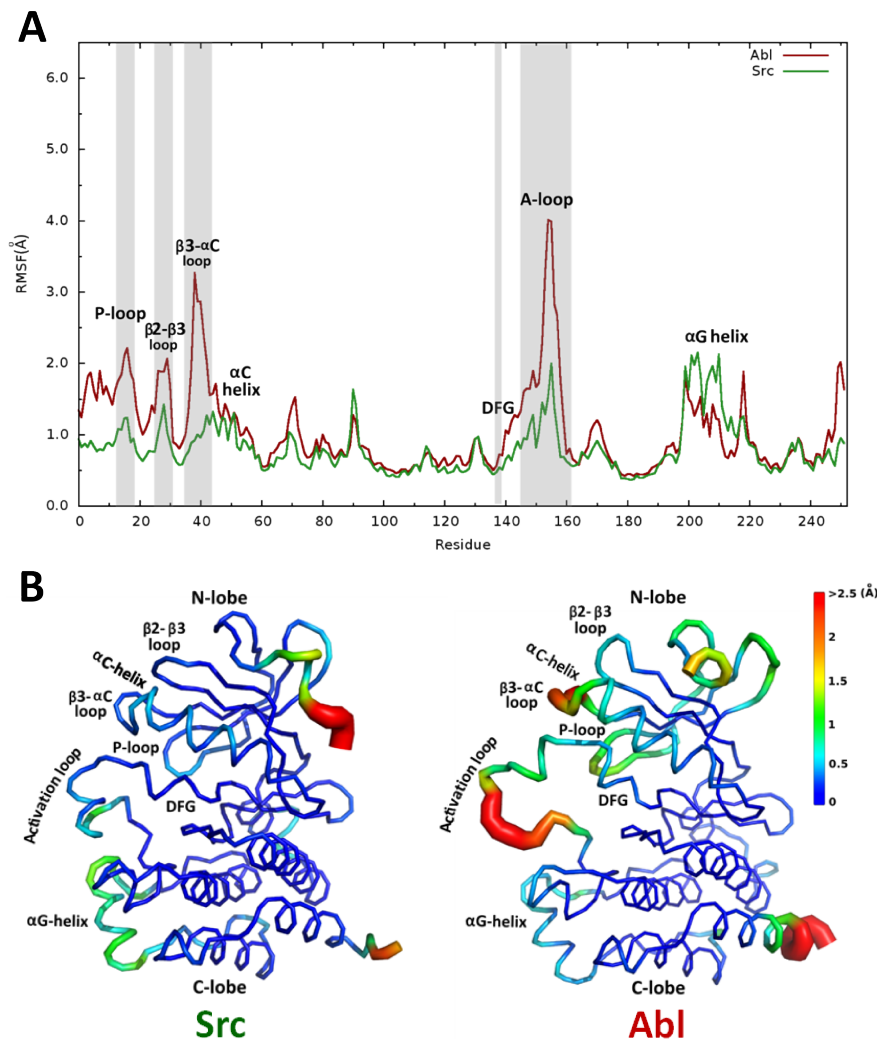 A
6.0
5.0
4.0
3.0
2.0
1.0
0.0
RMSF(Å)
0 20 40 60 80 100 120 140 160 180 200 220 240
Residue
Abl
Src
P-loop
β2-β3
loop
β3-αC
loop
αC
helix
DFG
A-loop
αG helix
B
N-lobe
β2-β3
loop
αC-helix
β3-αC
loop
P-loop
Activation loop
DFG
αG-helix
C-lobe
Src
N-lobe
β2-β3
loop
αC-helix
β3-αC
loop
P-loop
Activation loop
DFG
αG-helix
C-lobe
Abl
>2.5 (Å)
2
1.5
1
0.5
0